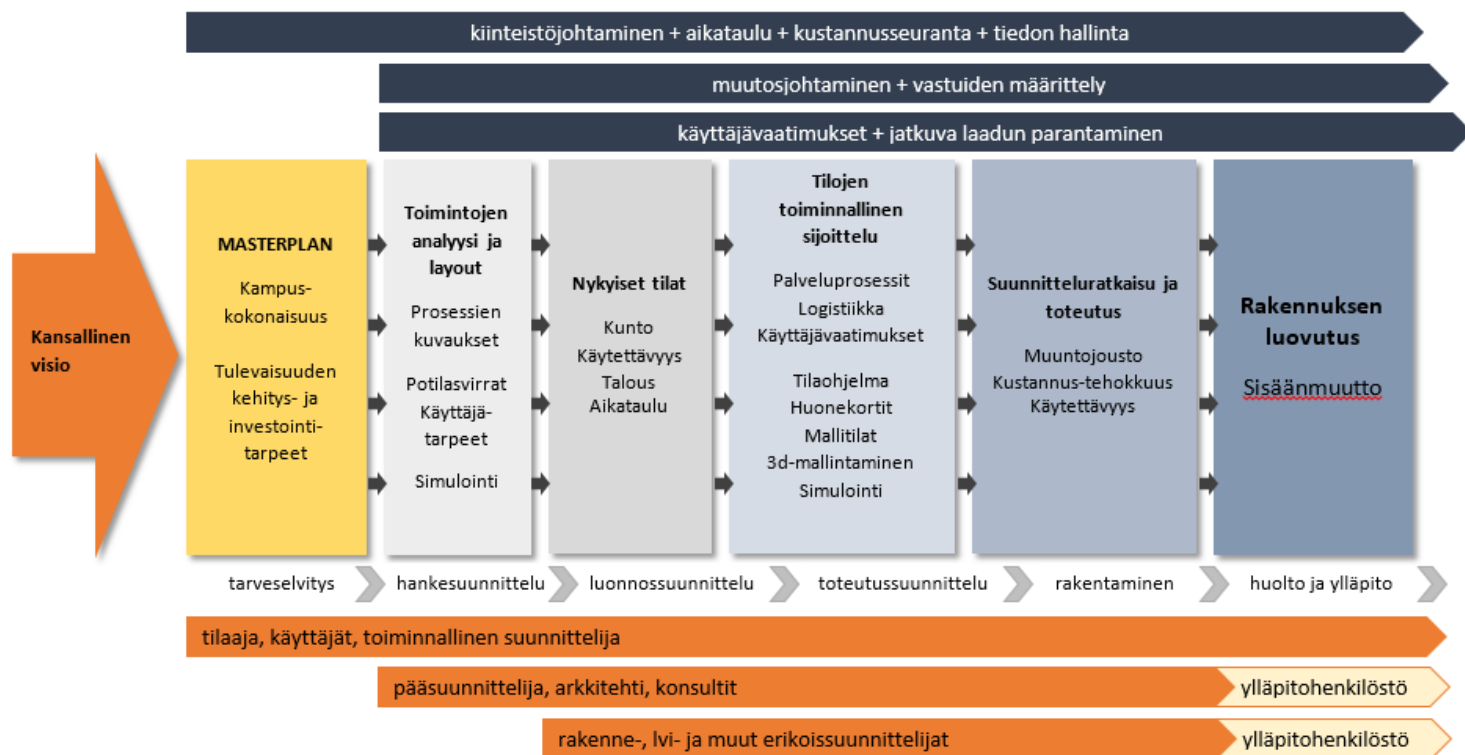 kiinteistöjohtaminen + aikataulu + kustannusseuranta + tiedon hallinta
muutosjohtaminen + vastuiden määrittely
käyttäjävaatimukset + jatkuva laadun parantaminen
Kansallinen
visio
MASTERPLAN
Kampus-
kokonaisuus
Tulevaisuuden
kehitys- ja
investointi-
tarpeet
Toimintojen
analyysi ja
layout
Prosessien
kuvaukset
Potilasvirrat
Käyttäjä-
tarpeet
Simulointi
Nykyiset tilat
Kunto
Käytettävyys
Talous
Aikataulu
Tilojen
toiminnallinen
sijoittelu
Palveluprosessit
Logistiikka
Käyttäjävaatimukset
Tilaohjelma
Huonekortit
Mallitilat
3d-mallintaminen
Simulointi
Suunnitteluratkaisu ja
toteutus
Muuntojousto
Kustannus-tehokkuus
Käytettävyys
Rakennuksen
luovutus
Sisäänmuutto
tarveselvitys
hankesuunnittelu
luonnossuunnittelu
toteutussuunnittelu
rakentaminen
huolto ja ylläpito
tilaaja, käyttäjät, toiminnallinen suunnittelija
pääsuunnittelija, arkkitehti, konsultit
ylläpitohenkilöstö
rakenne-, lvi- ja muut erikoissuunnittelijat
ylläpitohenkilöstö